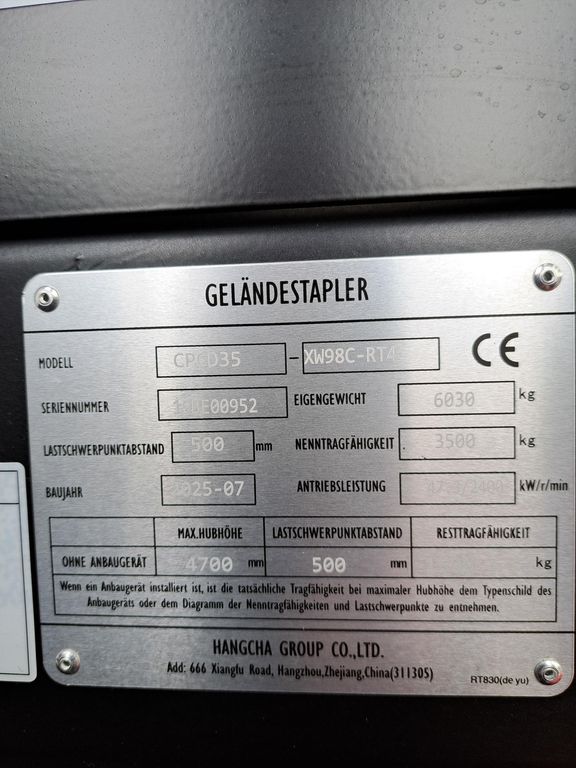 GELÄNDESTAPLER
MODELL CPCD35 - XW98C-RT4 CE
SERIENNUMMER EIGENGEWICHT 6030 kg
LASTSCHWERPUNKTABSTAND 500 mm NENNTRAGFÄHIGKEIT 3500 kg
BAUJAHR 2025-07 ANTRIEBSLEISTUNG kW/r/min
MAX.HUBHÖHE LASTSCHWERPUNKTABSTAND RESTTRAGFÄHIGKEIT
OHNE ANBAUGERÄT 4700 mm 500 mm kg
Wenn ein Anbaugerät installiert ist, ist die tatsächliche Tragfähigkeit bei maximaler Hubhöhe dem Typenschild des
Anbaugeräts oder dem Diagramm der Nenntragfähigkeiten und Lastschwerpunkte zu entnehmen.
HANGCHA GROUP CO.,LTD.
Add: 666 Xiangfu Road, Hangzhou,Zhejiang,China(311305)
RT830(de yu)